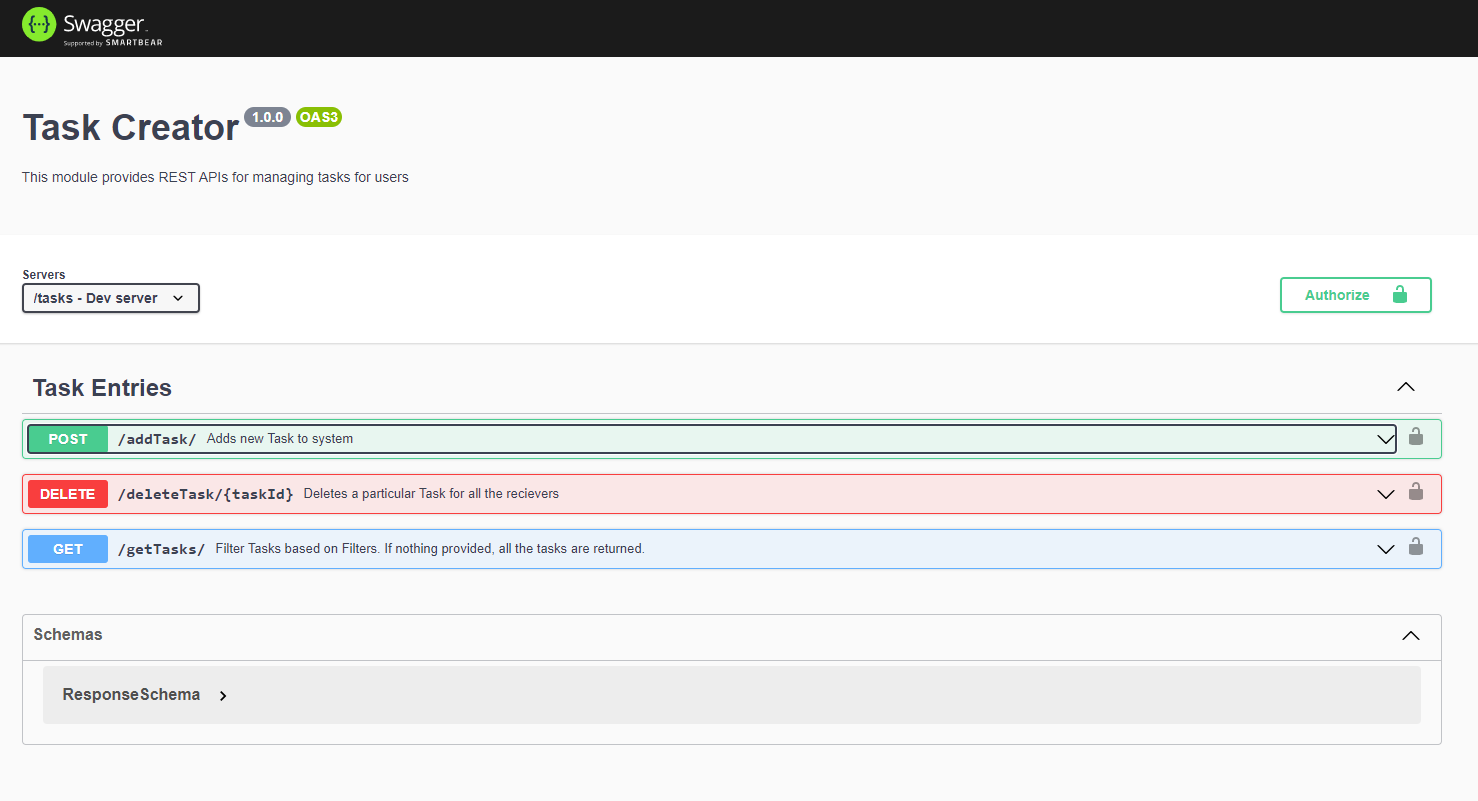 Swagger.
Supported by SMARTBEAR
Task Creator 1.0.0 OAS3
This module provides REST APIs for managing tasks for users
Servers
/tasks - Dev server
Authorize
Task Entries
POST /addTask/ Adds new Task to system
DELETE /deleteTask/{taskId} Deletes a particular Task for all the recievers
GET /getTasks/ Filter Tasks based on Filters. If nothing provided, all the tasks are returned.
Schemas
ResponseSchema